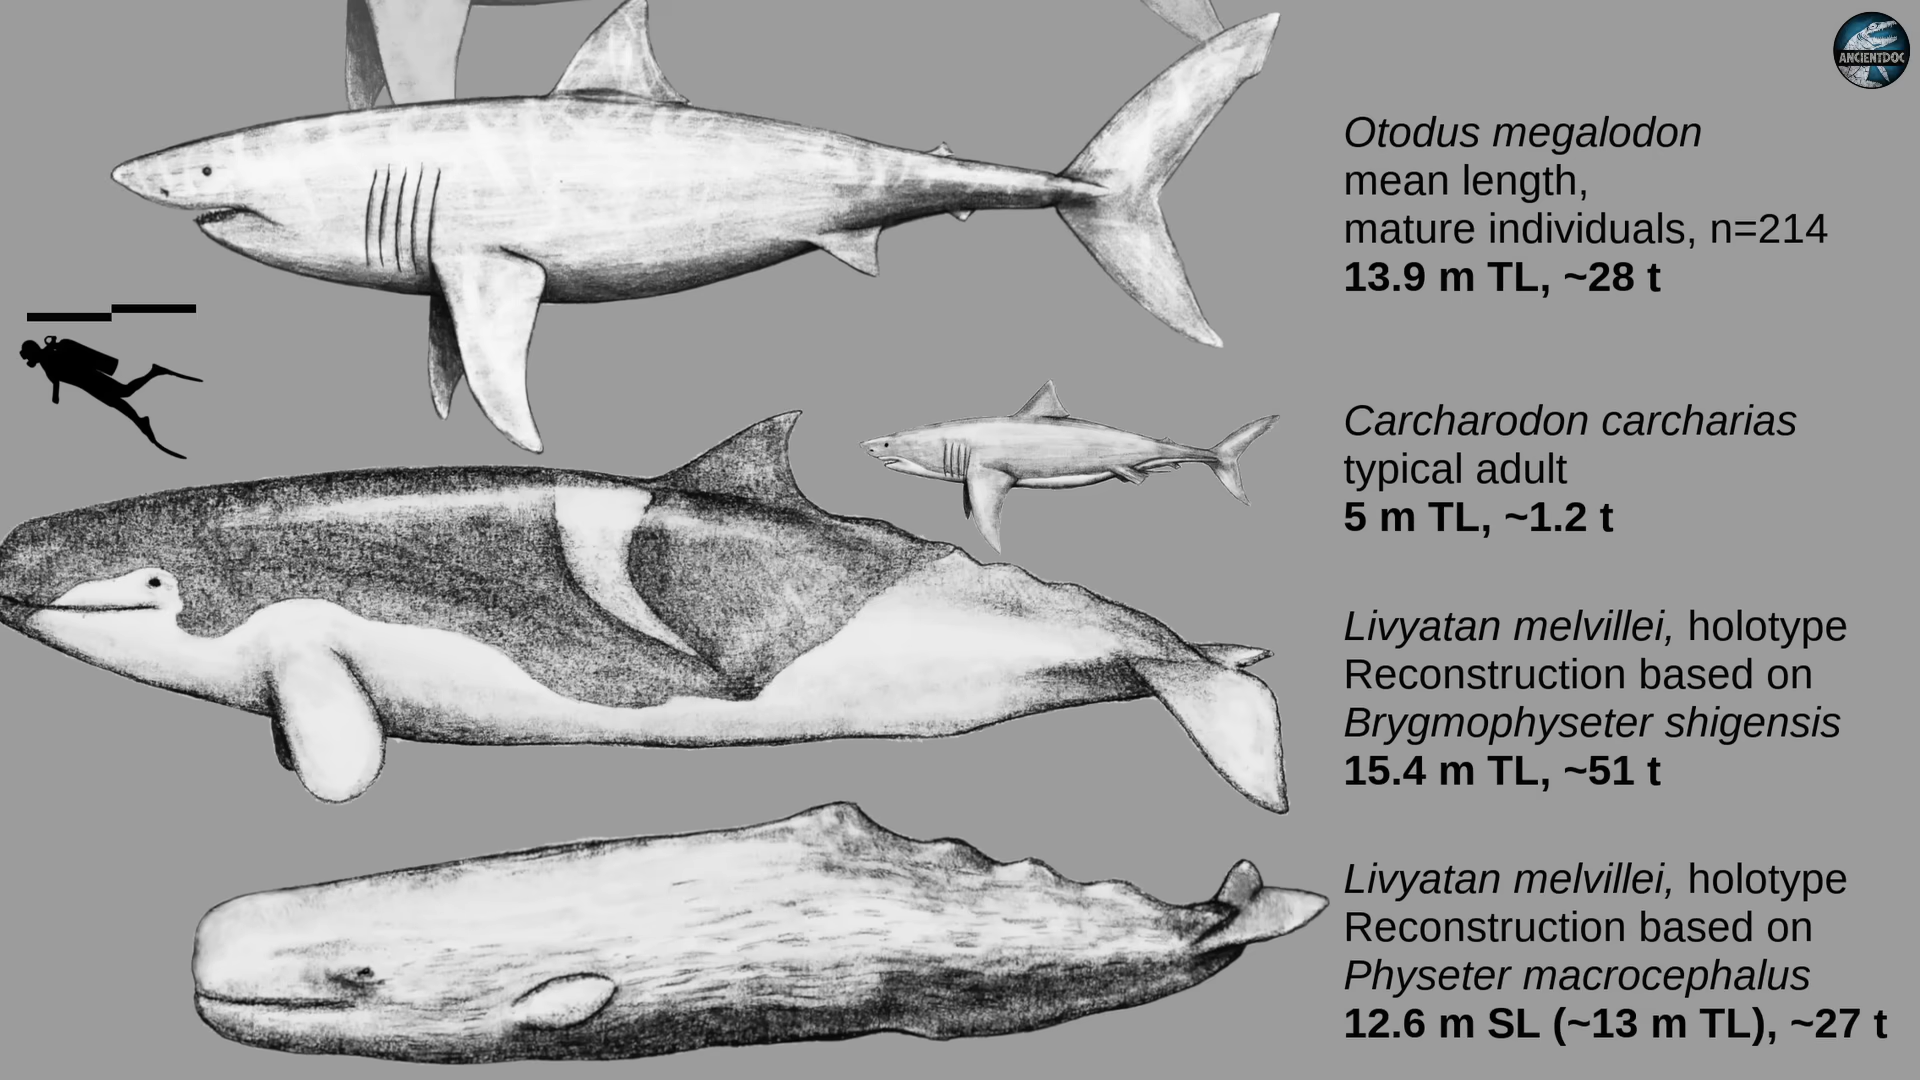 ANCIENTDOC
Otodus megalodon
mean length,
mature individuals, n=214
13.9 m TL, ~28 t
Carcharodon carcharias
typical adult
5 m TL, ~1.2 t
Livyatan melvillei, holotype
Reconstruction based on
Brygmophyseter shigensis
15.4 m TL, ~51 t
Livyatan melvillei, holotype
Reconstruction based on
Physeter macrocephalus
12.6 m SL (~13 m TL), ~27 t